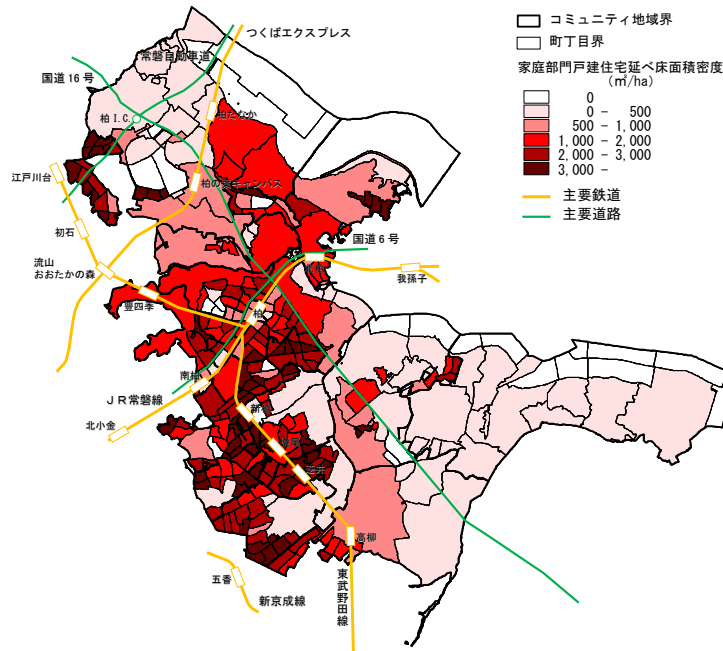 つくばエクスプレス
常磐自動車道
国道16号
柏I.C.
柏たなか
江戸川台
柏の葉キャンパス
初石
国道6号
流山
おおたかの森
北柏
我孫子
豊四季
柏
南柏
JR常磐線
北小金
新柏
増尾
逆井
高柳
五香
新京成線
東武野田線
コミュニティ地域界
町丁目界
家庭部門戸建住宅延べ床面積密度
(㎡/ha)
0
0 - 500
500 - 1,000
1,000 - 2,000
2,000 - 3,000
3,000 -
主要鉄道
主要道路